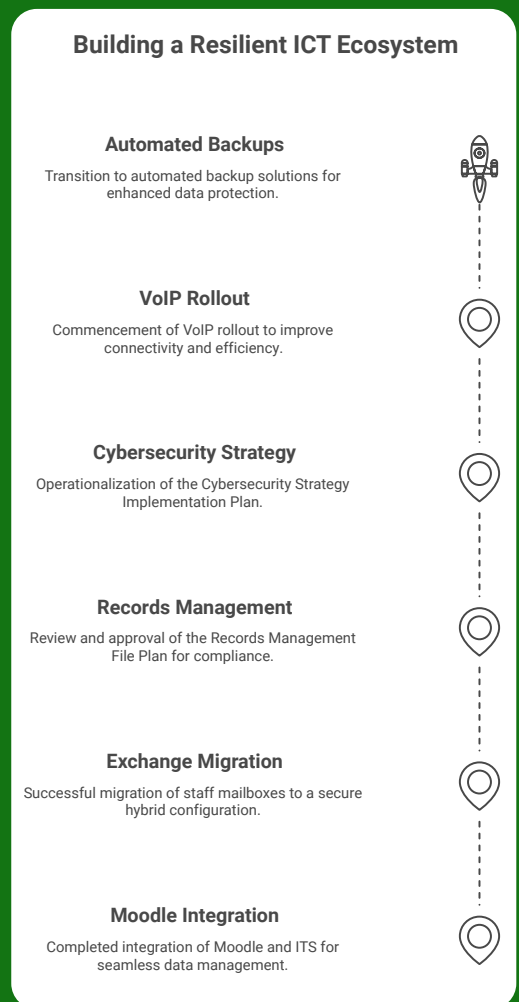 Building a Resilient ICT Ecosystem
Automated Backups
Transition to automated backup solutions for
enhanced data protection.
VoIP Rollout
Commencement of VoIP rollout to improve
connectivity and efficiency.
Cybersecurity Strategy
Operationalization of the Cybersecurity Strategy
Implementation Plan.
Records Management
Review and approval of the Records Management
File Plan for compliance.
Exchange Migration
Successful migration of staff mailboxes to a secure
hybrid configuration.
Moodle Integration
Completed integration of Moodle and ITS for
seamless data management.